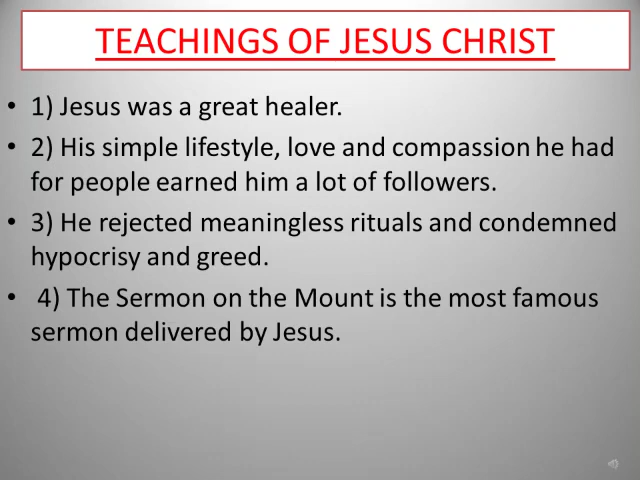 TEACHINGS OF JESUS CHRIST
• 1) Jesus was a great healer.
• 2) His simple lifestyle, love and compassion he had
for people earned him a lot of followers.
• 3) He rejected meaningless rituals and condemned
hypocrisy and greed.
• 4) The Sermon on the Mount is the most famous
sermon delivered by Jesus.